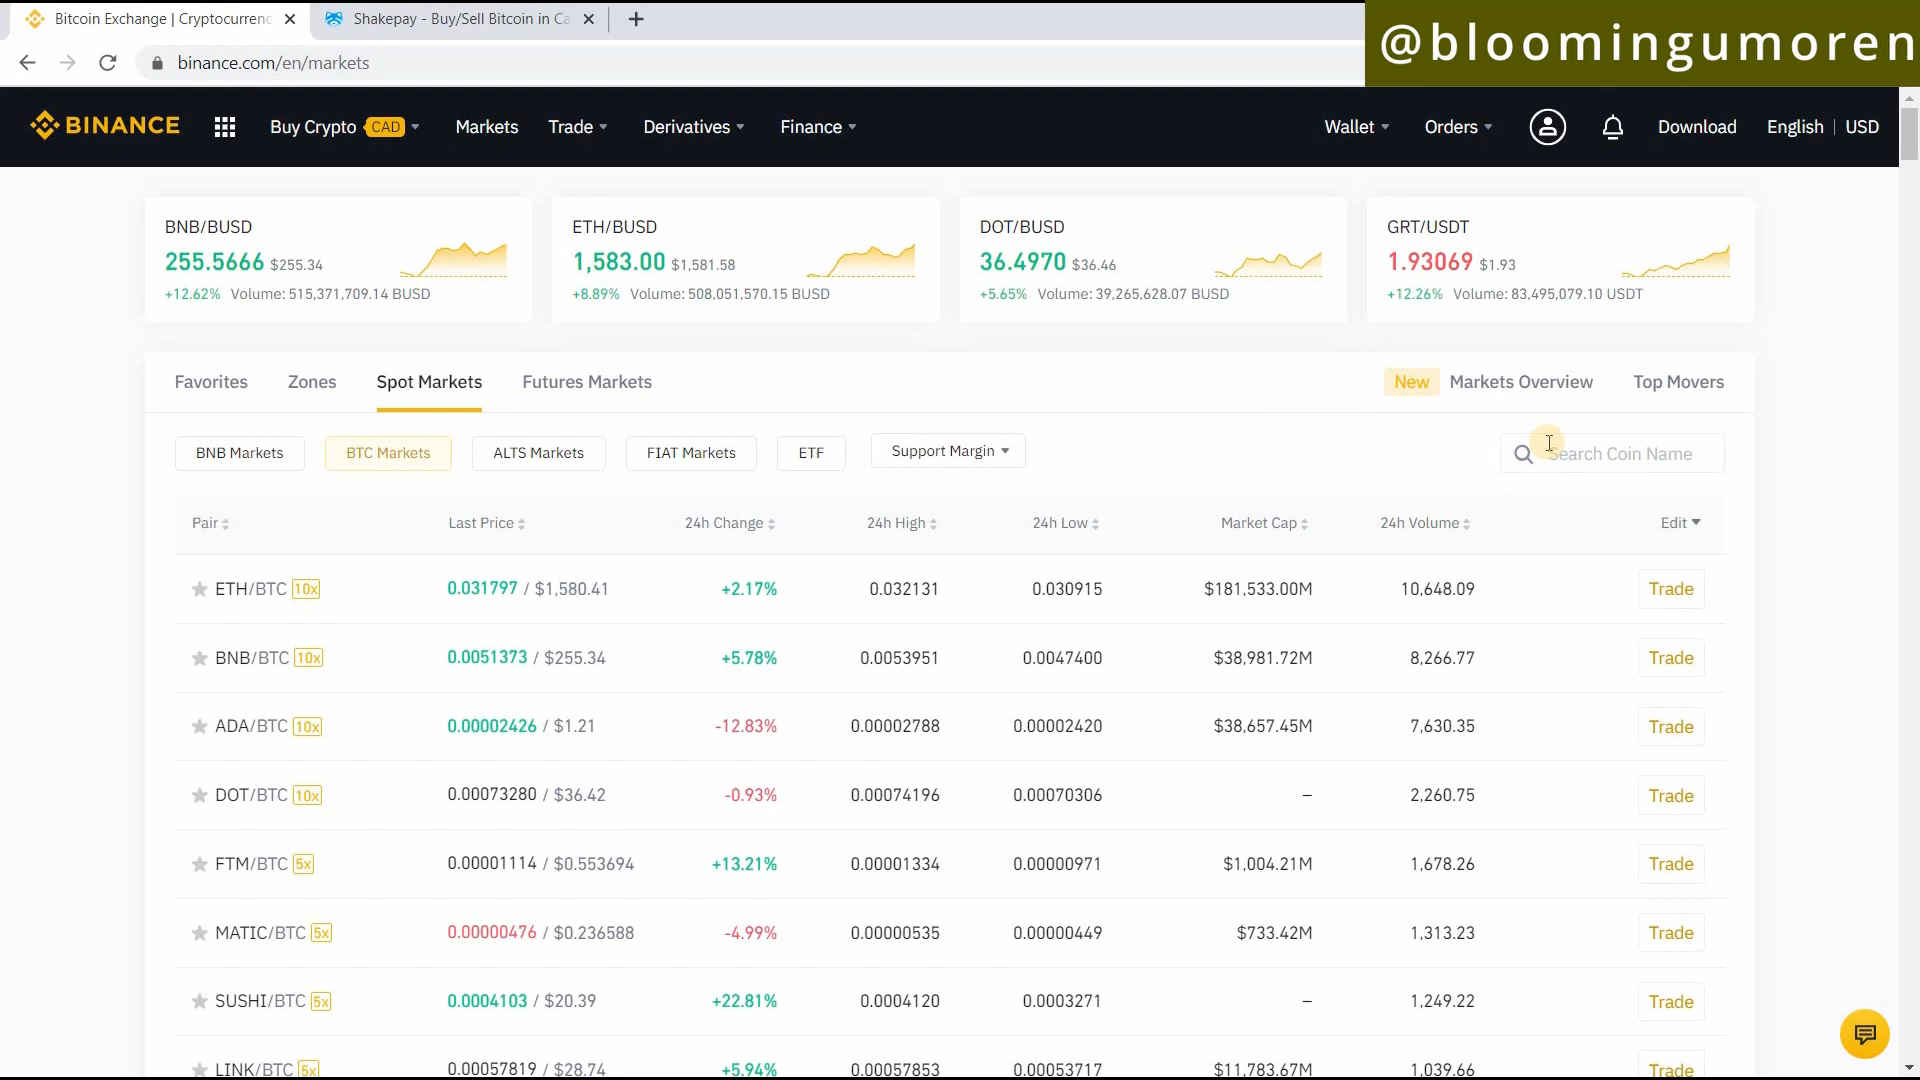 Bitcoin Exchange | Cryptocurrenc
Shakepay - Buy/Sell Bitcoin in Ca
@bloomingumoren
binance.com/en/markets
BINANCE Buy Crypto CAD Markets Trade Derivatives Finance Wallet Orders Download English | USD
BNB/BUSD
255.5666 $255.34
+12.62% Volume: 515,371,709.14 BUSD
ETH/BUSD
1,583.00 $1,581.58
+8.89% Volume: 508,051,570.15 BUSD
DOT/BUSD
36.4970 $36.46
+5.65% Volume: 39,265,628.07 BUSD
GRT/USDT
1.93069 $1.93
+12.26% Volume: 83,495,079.10 USDT
Favorites Zones Spot Markets Futures Markets New Markets Overview Top Movers
BNB Markets BTC Markets ALTS Markets FIAT Markets ETF Support Margin Search Coin Name
Pair Last Price 24h Change 24h High 24h Low Market Cap 24h Volume Edit
ETH/BTC 10x 0.031797 / $1,580.41 +2.17% 0.032131 0.030915 $181,533.00M 10,648.09 Trade
BNB/BTC 10x 0.0051373 / $255.34 +5.78% 0.0053951 0.0047400 $38,981.72M 8,266.77 Trade
ADA/BTC 10x 0.00002426 / $1.21 -12.83% 0.00002788 0.00002420 $38,657.45M 7,630.35 Trade
DOT/BTC 10x 0.00073280 / $36.42 -0.93% 0.00074196 0.00070306 – 2,260.75 Trade
FTM/BTC 5x 0.00001114 / $0.553694 +13.21% 0.00001334 0.00000971 $1,004.21M 1,678.26 Trade
MATIC/BTC 5x 0.00000476 / $0.236588 -4.99% 0.00000535 0.00000449 $733.42M 1,313.23 Trade
SUSHI/BTC 5x 0.0004103 / $20.39 +22.81% 0.0004120 0.0003271 – 1,249.22 Trade
LINK/BTC 5x 0.00057819 / $28.74 +5.94% 0.00057853 0.00053717 $11,783.67M 1,039.66 Trade